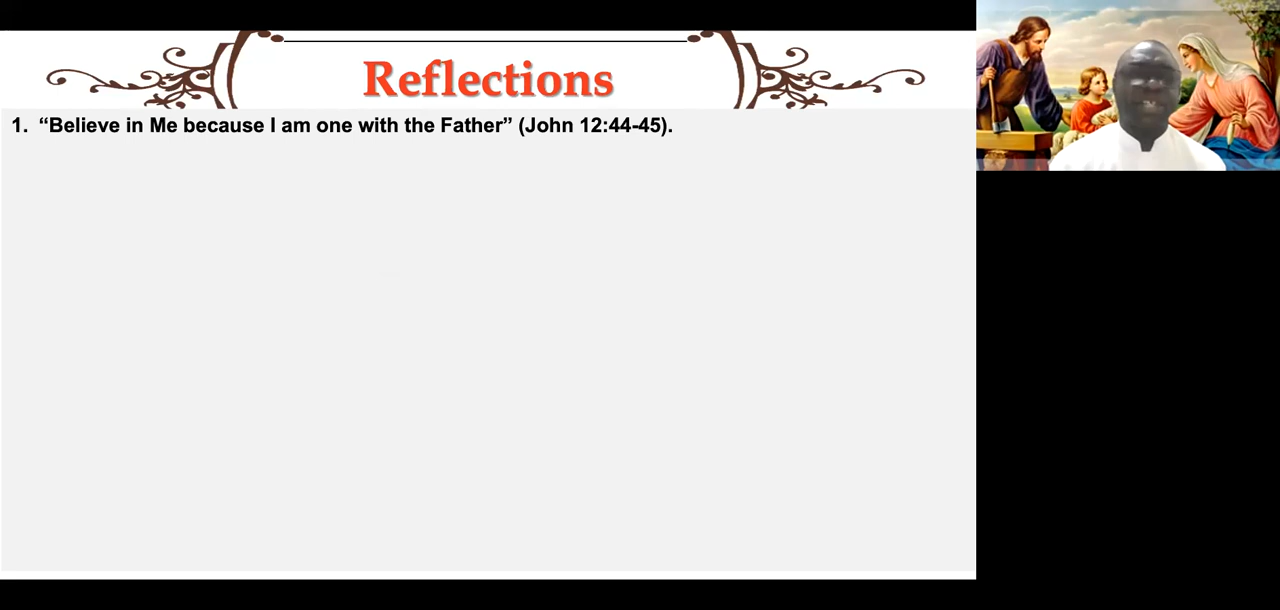 Reflections
1. “Believe in Me because I am one with the Father” (John 12:44-45).